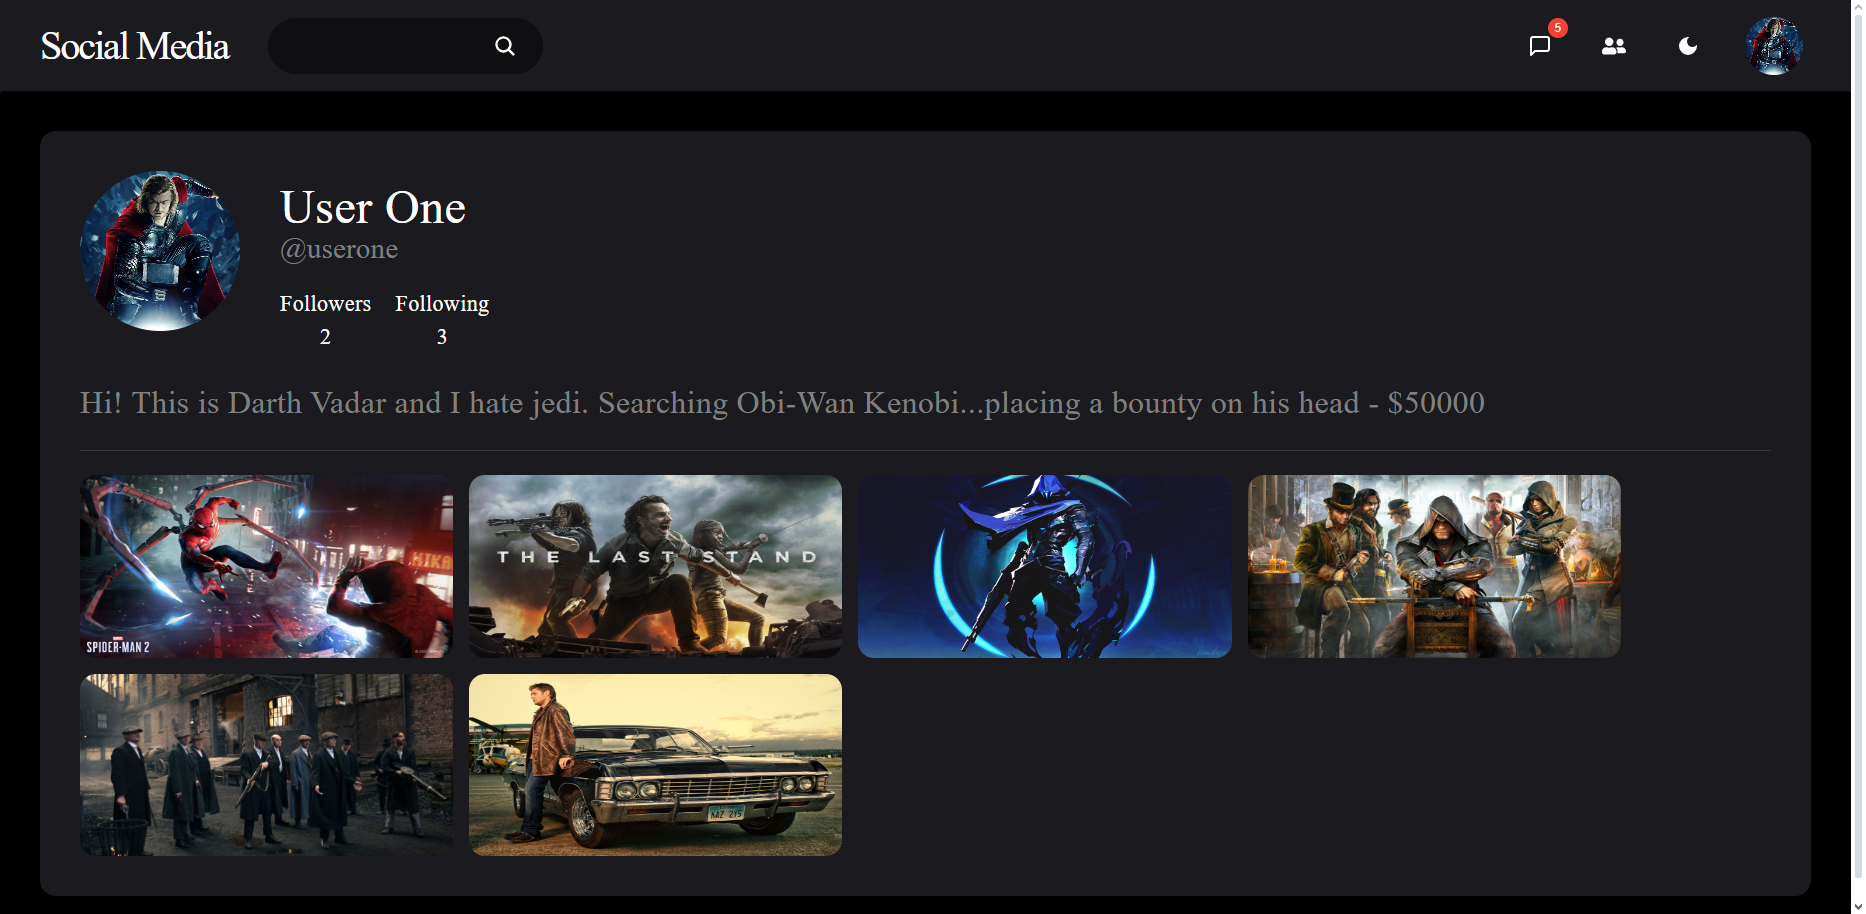 Social Media
5
User One
@userone
Followers Following
2 3
Hi! This is Darth Vadar and I hate jedi. Searching Obi-Wan Kenobi...placing a bounty on his head - $50000
HIKA
SPIDER-MAN 2
THE LAST STAND
KAZ 2Y5